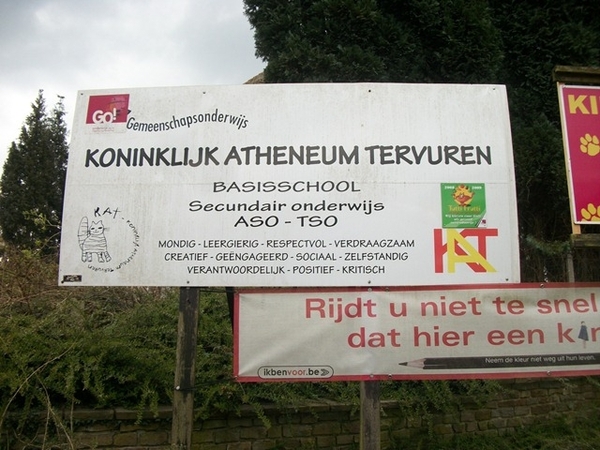 Go!
Gemeenschapsonderwijs
KONINKLIJK ATHENEUM TERVUREN
BASISSCHOOL
Secundair onderwijs
ASO - TSO
MONDIG - LEERGIERIG - RESPECTVOL - VERDRAAGZAAM
CREATIEF - GEËNGAGEERD - SOCIAAL - ZELFSTANDIG
VERANTWOORDELIJK - POSITIEF - KRITISCH
KAT
KAT
KI
Rijdt u niet te snel
dat hier een
Neem de kleur niet weg uit hun leven.
ikbenvoor.be